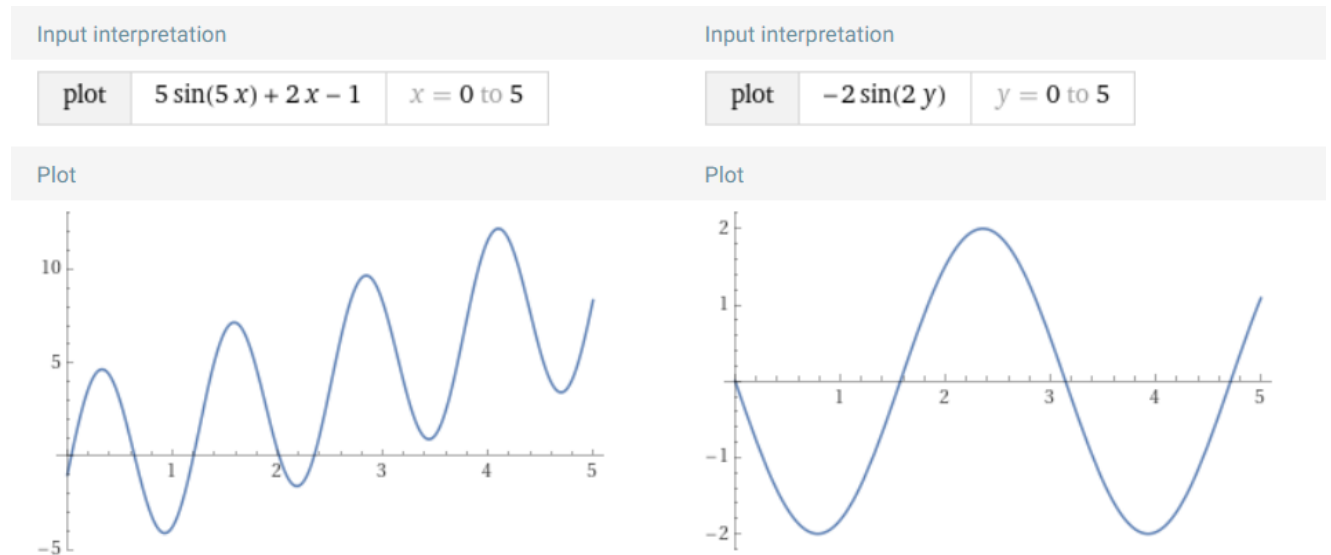 Input interpretation
plot 5 sin(5 x) + 2 x – 1 x = 0 to 5
Plot
10
5
1 2 3 4 5
–5
Input interpretation
plot –2 sin(2 y) y = 0 to 5
Plot
2
1
1 2 3 4 5
–1
–2